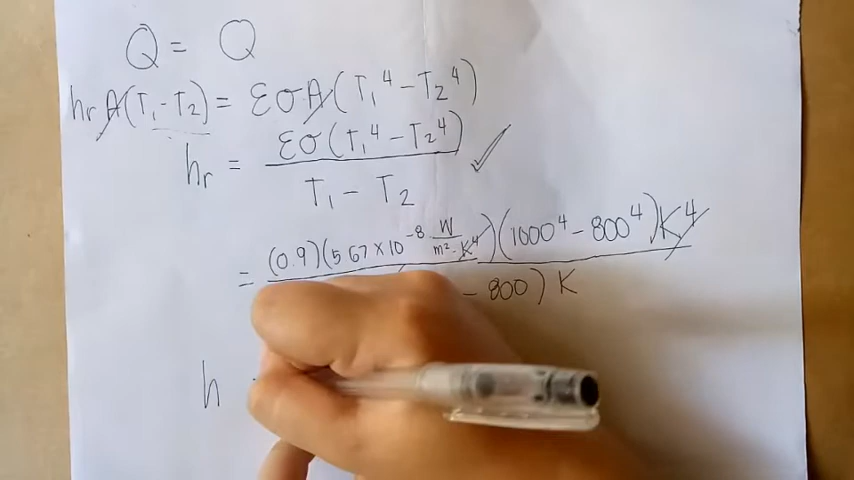 Q = Q
hr A(T₁-T₂) = εσA(T₁⁴-T₂⁴)
hr = εσ(T₁⁴-T₂⁴) ✓
T₁ - T₂
= (0.9)(5.67×10⁻⁸ W/m²·K⁴)(1000⁴-800⁴)K⁴
- 800) K
h